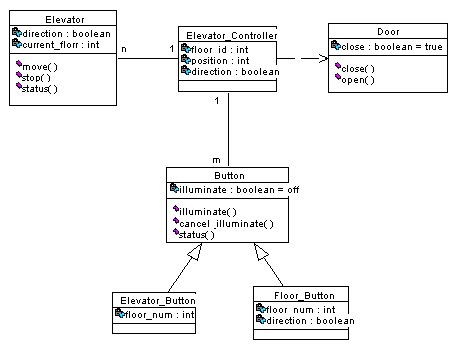 Elevator
direction : boolean
current_florr : int
move( )
stop( )
status( )
n
1
Elevator_Controller
floor_id : int
position : int
direction : boolean
1
Door
close : boolean = true
close( )
open( )
m
Button
illuminate : boolean = off
illuminate( )
cancel_illuminate( )
status( )
Elevator_Button
floor_num : int
Floor_Button
floor_num : int
direction : boolean